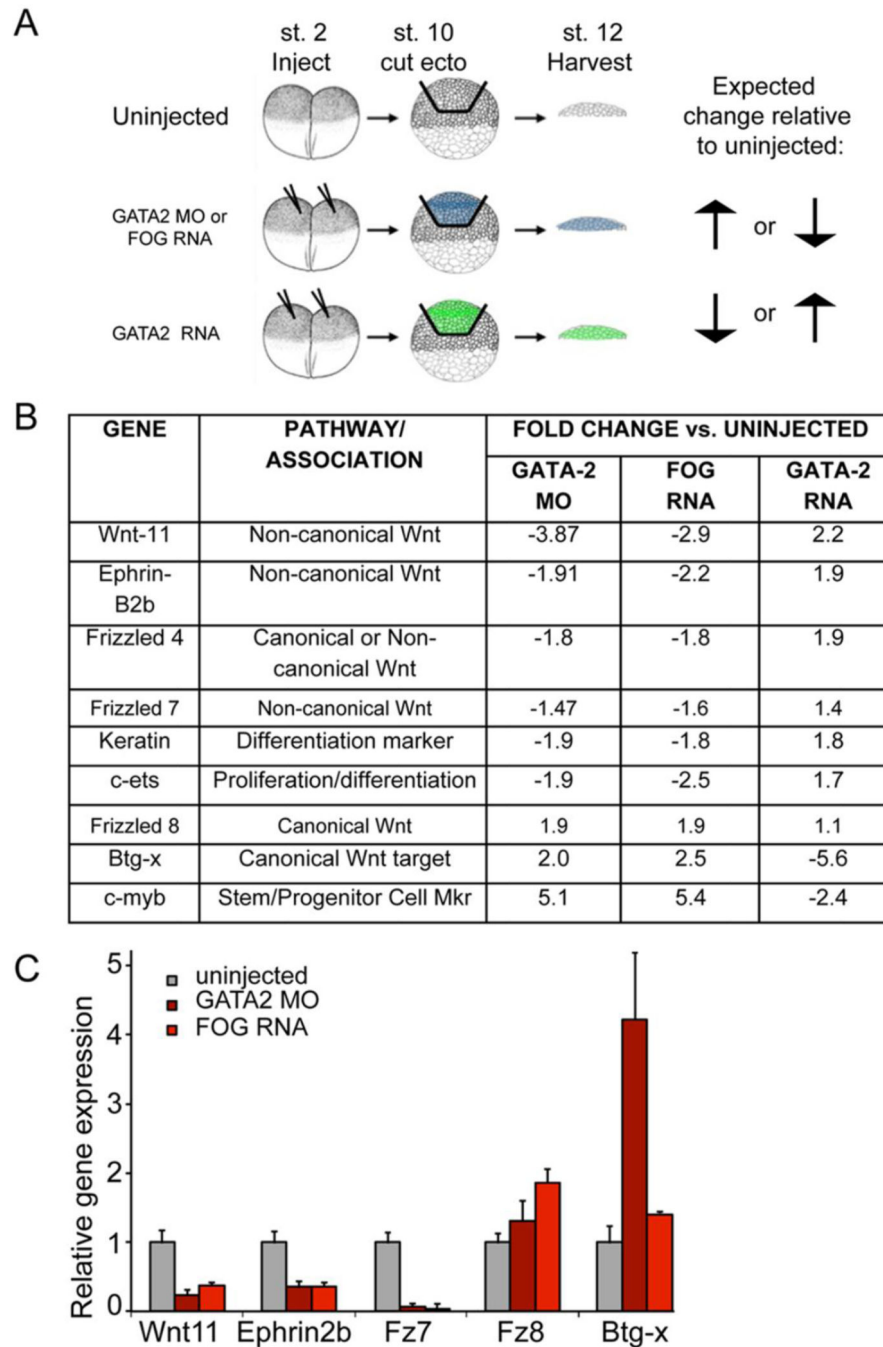 A
st. 2 st. 10 st. 12
Inject cut ecto Harvest
Expected
change relative
to uninjected:
Uninjected
GATA2 MO or
FOG RNA
or
GATA2 RNA
or
B
GENE PATHWAY/ FOLD CHANGE vs. UNINJECTED
ASSOCIATION
GATA-2 FOG GATA-2
MO RNA RNA
Wnt-11 Non-canonical Wnt -3.87 -2.9 2.2
Ephrin- Non-canonical Wnt -1.91 -2.2 1.9
B2b
Frizzled 4 Canonical or Non- -1.8 -1.8 1.9
canonical Wnt
Frizzled 7 Non-canonical Wnt -1.47 -1.6 1.4
Keratin Differentiation marker -1.9 -1.8 1.8
c-ets Proliferation/differentiation -1.9 -2.5 1.7
Frizzled 8 Canonical Wnt 1.9 1.9 1.1
Btg-x Canonical Wnt target 2.0 2.5 -5.6
c-myb Stem/Progenitor Cell Mkr 5.1 5.4 -2.4
C
Relative gene expression
5
4
3
2
1
0
uninjected
GATA2 MO
FOG RNA
Wnt11 Ephrin2b Fz7 Fz8 Btg-x